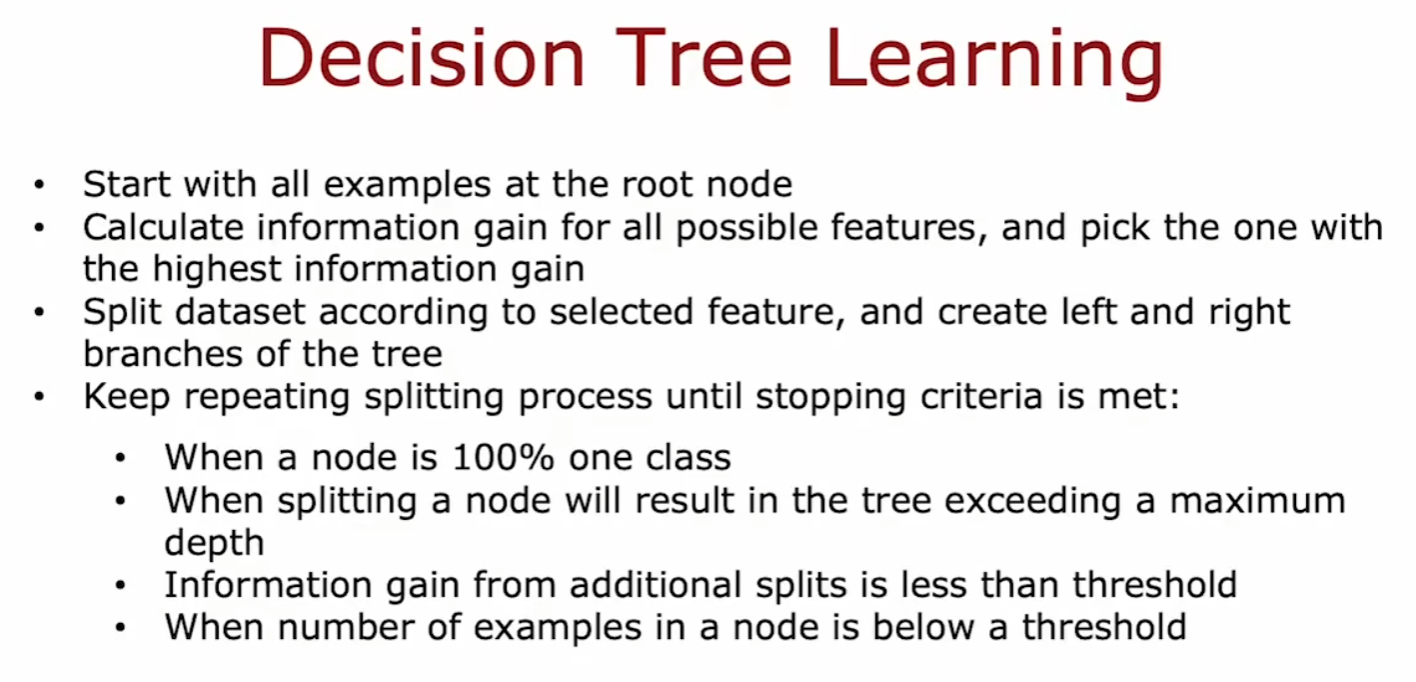 Decision Tree Learning
• Start with all examples at the root node
• Calculate information gain for all possible features, and pick the one with
the highest information gain
• Split dataset according to selected feature, and create left and right
branches of the tree
• Keep repeating splitting process until stopping criteria is met:
• When a node is 100% one class
• When splitting a node will result in the tree exceeding a maximum
depth
• Information gain from additional splits is less than threshold
• When number of examples in a node is below a threshold